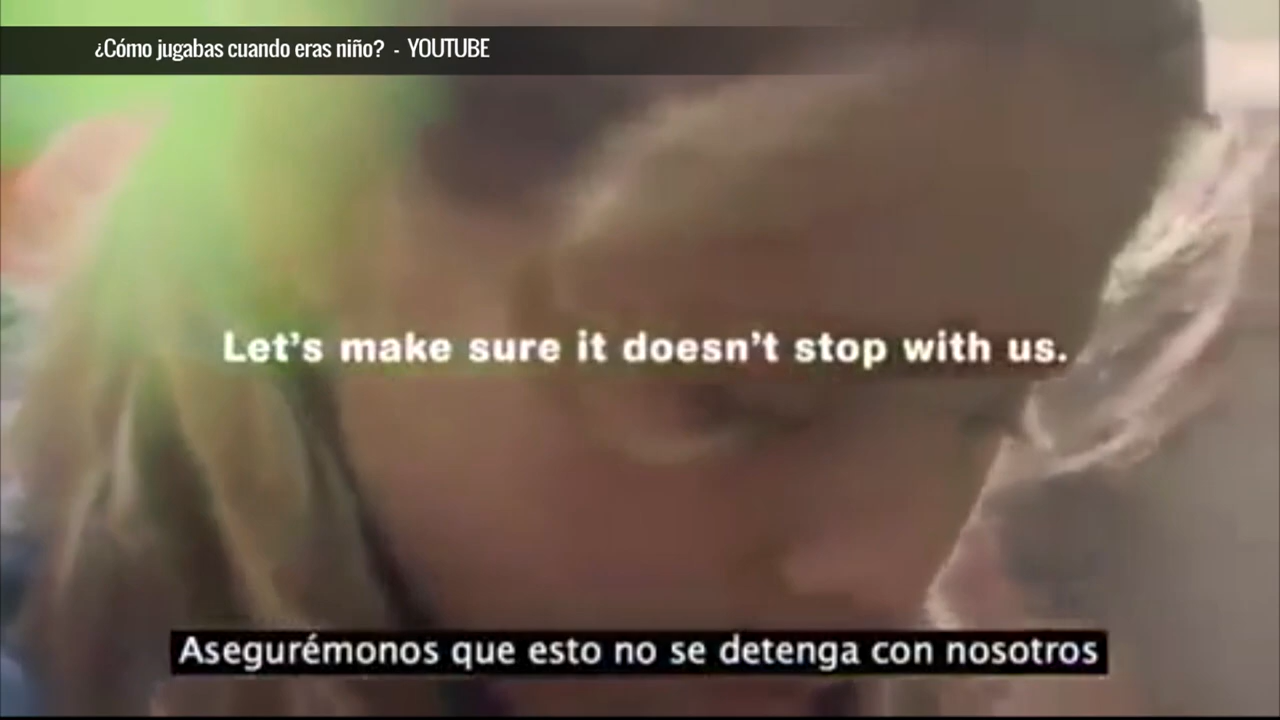 ¿Cómo jugabas cuando eras niño? - YOUTUBE
Let's make sure it doesn't stop with us.
Asegurémonos que esto no se detenga con nosotros